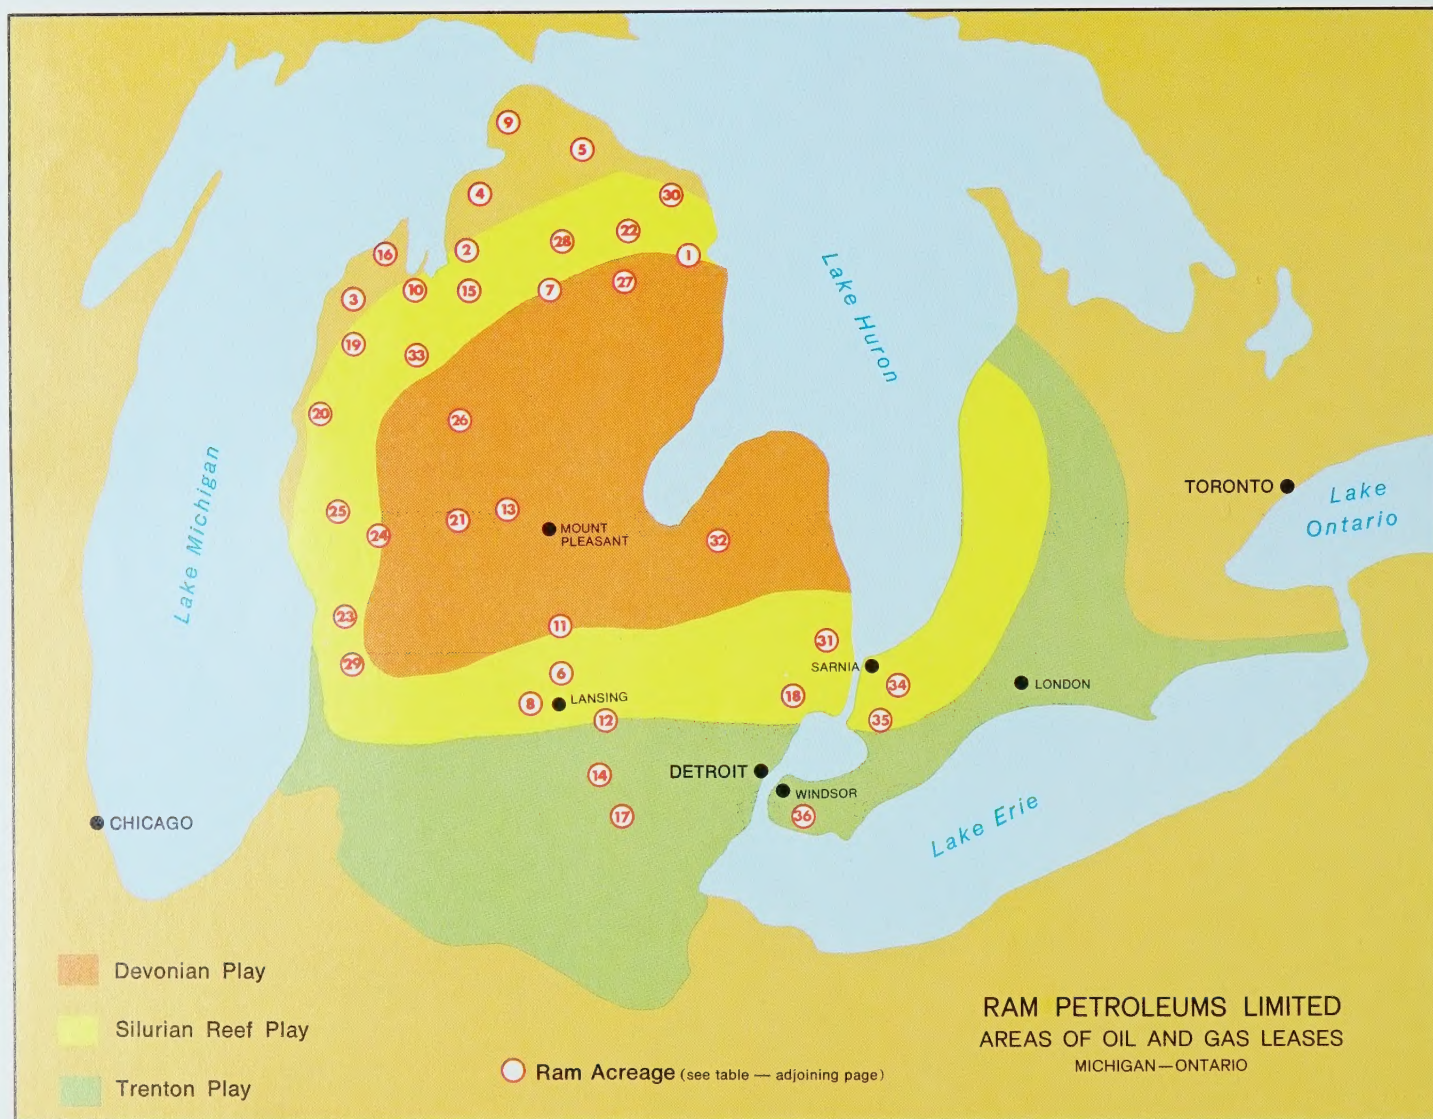 9
5
4
30
22
28
2
16
1
27
10
15
7
3
19
33
20
26
Lake Huron
Lake Michigan
TORONTO
Lake
Ontario
25
24
21
13
MOUNT
PLEASANT
32
23
11
29
31
SARNIA
6
34
LONDON
8
LANSING
18
12
35
DETROIT
14
WINDSOR
17
36
CHICAGO
Lake Erie
Devonian Play
Silurian Reef Play
Trenton Play
Ram Acreage (see table — adjoining page)
RAM PETROLEUMS LIMITED
AREAS OF OIL AND GAS LEASES
MICHIGAN—ONTARIO